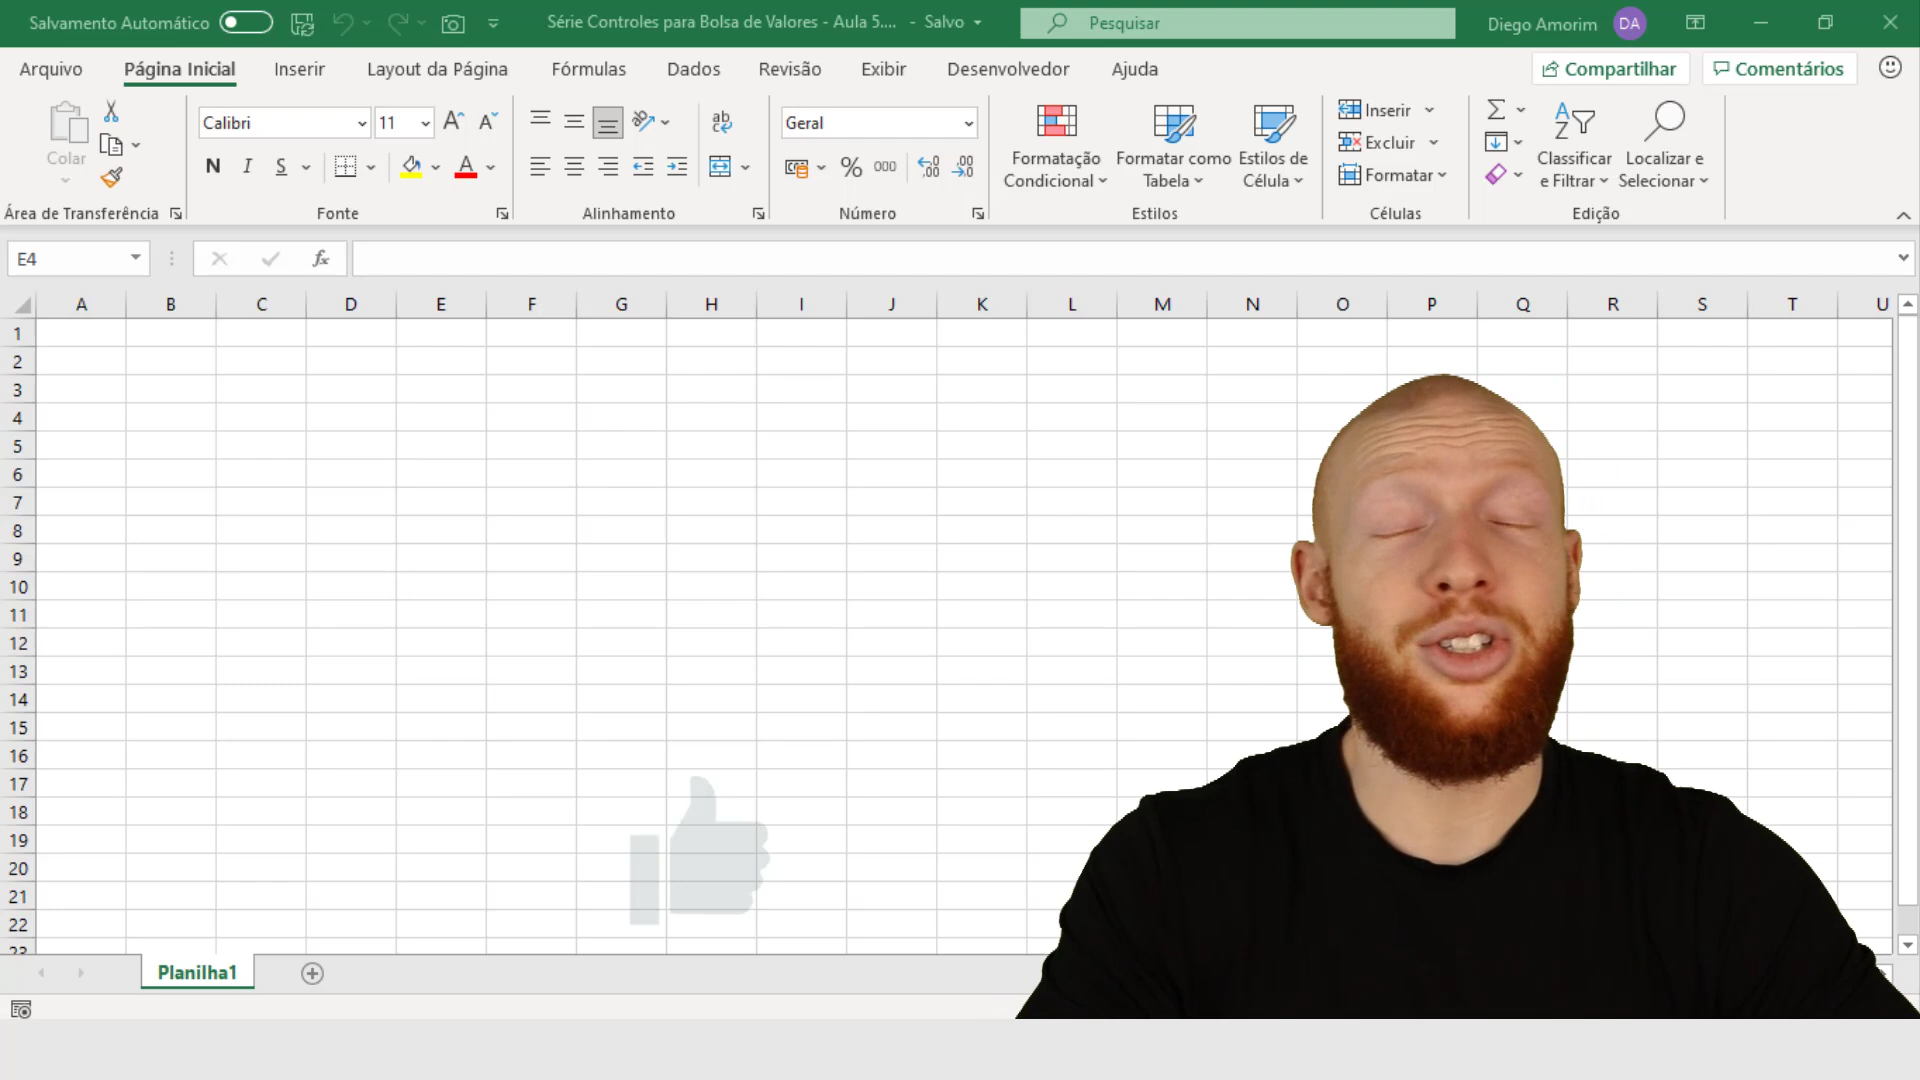 Salvamento Automático
Série Controles para Bolsa de Valores - Aula 5.... - Salvo
Pesquisar
Diego Amorim
DA
Arquivo
Página Inicial
Inserir
Layout da Página
Fórmulas
Dados
Revisão
Exibir
Desenvolvedor
Ajuda
Compartilhar
Comentários
Colar
Área de Transferência
Calibri
11
N I S
Fonte
ab
Alinhamento
Geral
% 000
Número
Formatação
Condicional
Formatar como
Tabela
Estilos de
Célula
Estilos
Inserir
Excluir
Formatar
Células
Classificar
e Filtrar
Localizar e
Selecionar
Edição
E4
fx
A B C D E F G H I J K L M N O P Q R S T U
1
2
3
4
5
6
7
8
9
10
11
12
13
14
15
16
17
18
19
20
21
22
23
Planilha1